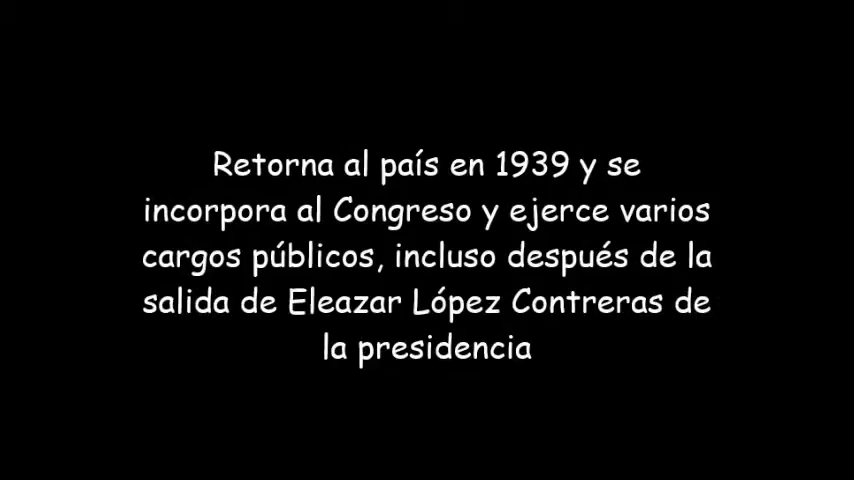 Retorna al país en 1939 y se
incorpora al Congreso y ejerce varios
cargos públicos, incluso después de la
salida de Eleazar López Contreras de
la presidencia